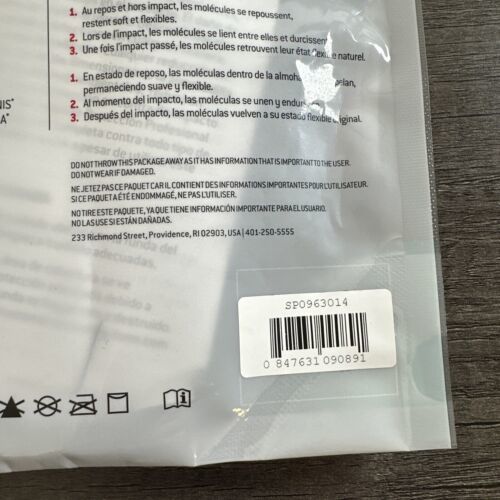 1. Au repos et hors impact, les molécules se repoussent,
restent soft et flexibles.
2. Lors de l'impact, les molécules se lient entre elles et durcissent
3. Une fois l'impact passé, les molécules retrouvent leur état flexible naturel.
1. En estado de reposo, las moléculas dentro de la almoha
permaneciendo suave y flexible.
2. Al momento del impacto, las moléculas se unen y
3. Después del impacto, las moléculas vuelven a su estado flexible original.
NIS*
A*
DO NOT THROW THIS PACKAGE AWAY AS IT HAS INFORMATION THAT IS IMPORTANT TO THE USER.
DO NOT WEAR IF DAMAGED.
NE JETEZ PAS CE PAQUET CAR IL CONTIENT DES INFORMATIONS IMPORTANTES POUR L'UTILISATEUR.
SI CE PAQUET A ÉTÉ ENDOMMAGÉ, NE PAS L'UTILISER.
NO TIRE ESTE PAQUETE, YA QUE TIENE INFORMACIÓN IMPORTANTE PARA EL USUARIO.
NO LAS USE SI ESTÁN DAÑADAS.
233 Richmond Street, Providence, RI 02903, USA | 401-250-5555
SP0963014
0 847631 090891